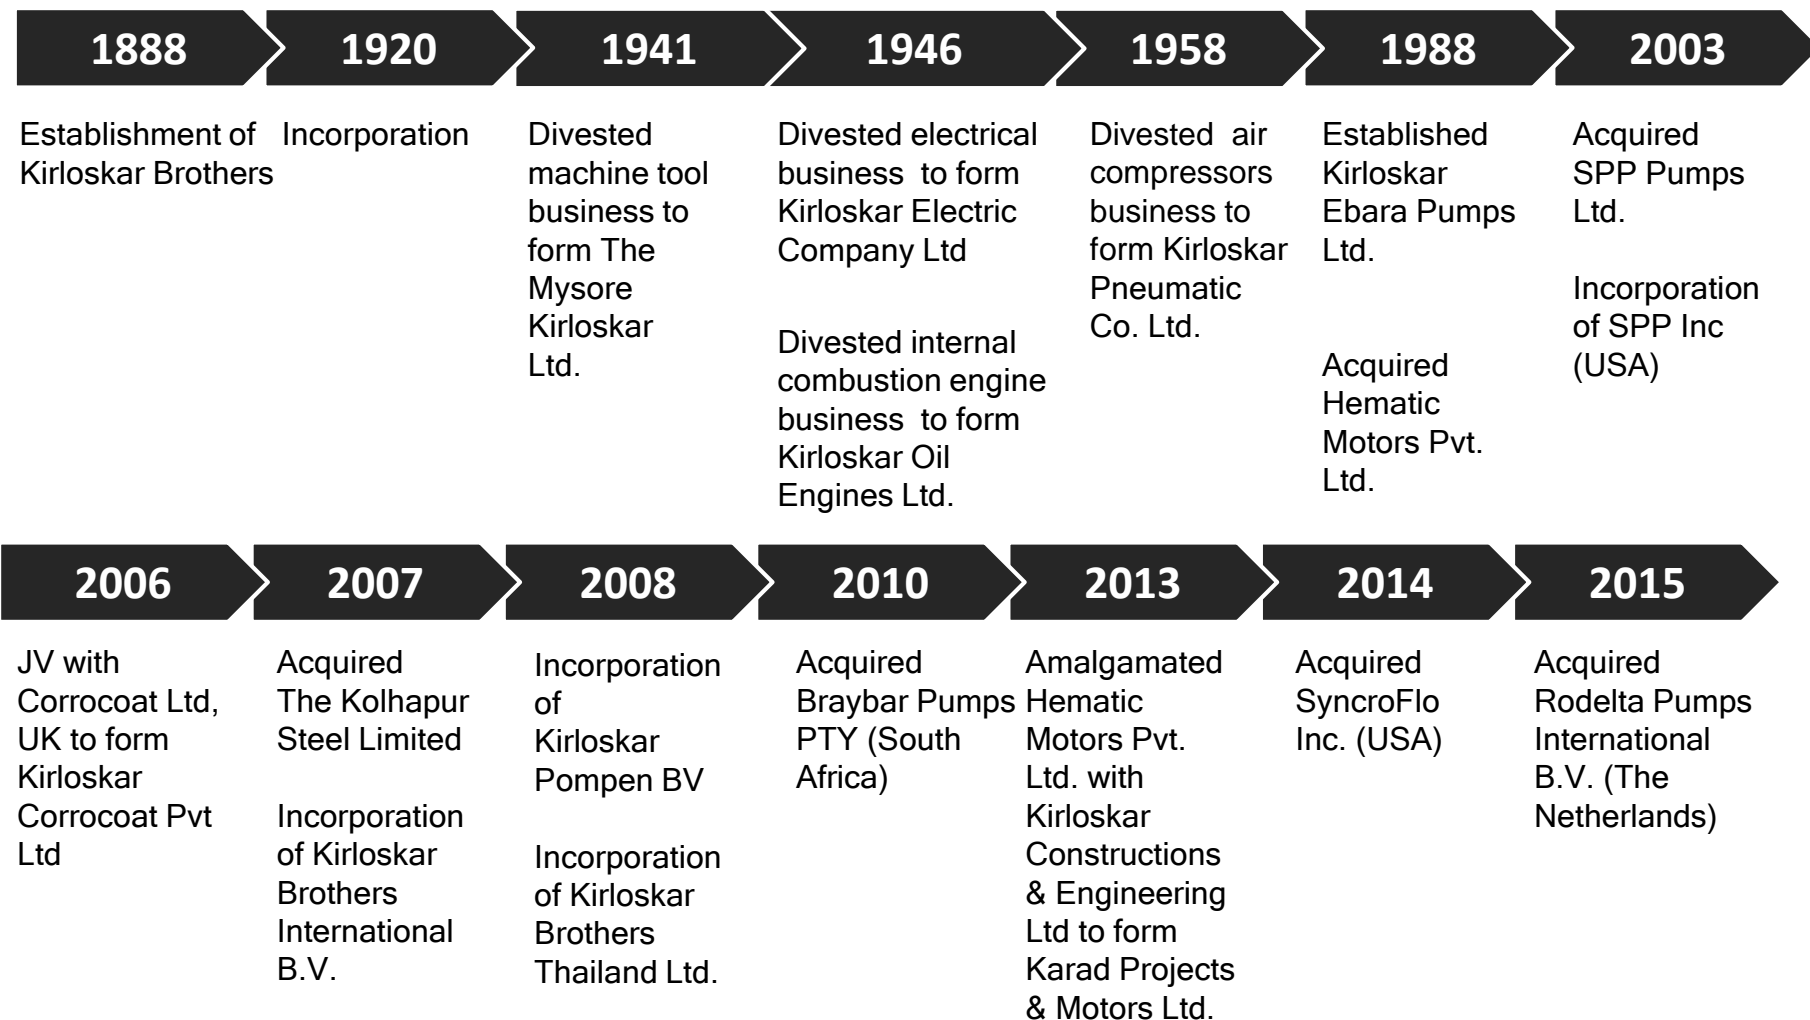 1888
1920
1941
1946
1958
1988
2003
Establishment of
Kirloskar Brothers
Incorporation
Divested
machine tool
business to
form The
Mysore
Kirloskar
Ltd.
Divested electrical
business  to form
Kirloskar Electric
Company Ltd
Divested internal
combustion engine
business  to form
Kirloskar Oil
Engines Ltd.
Divested  air
compressors
business to
form Kirloskar
Pneumatic
Co. Ltd.
Established
Kirloskar
Ebara Pumps
Ltd.
Acquired
Hematic
Motors Pvt.
Ltd.
Acquired
SPP Pumps
Ltd.
Incorporation
of SPP Inc
(USA)
2006
2007
2008
2010
2013
2014
2015
JV with
Corrocoat Ltd,
UK to form
Kirloskar
Corrocoat Pvt
Ltd
Acquired
The Kolhapur
Steel Limited
Incorporation
of Kirloskar
Brothers
International
B.V.
Incorporation
of
Kirloskar
Pompen BV
Incorporation
of Kirloskar
Brothers
Thailand Ltd.
Acquired
Braybar Pumps
PTY (South
Africa)
Amalgamated
Hematic
Motors Pvt.
Ltd. with
Kirloskar
Constructions
& Engineering
Ltd to form
Karad Projects
& Motors Ltd.
Acquired
SyncroFlo
Inc. (USA)
Acquired
Rodelta Pumps
International
B.V. (The
Netherlands)